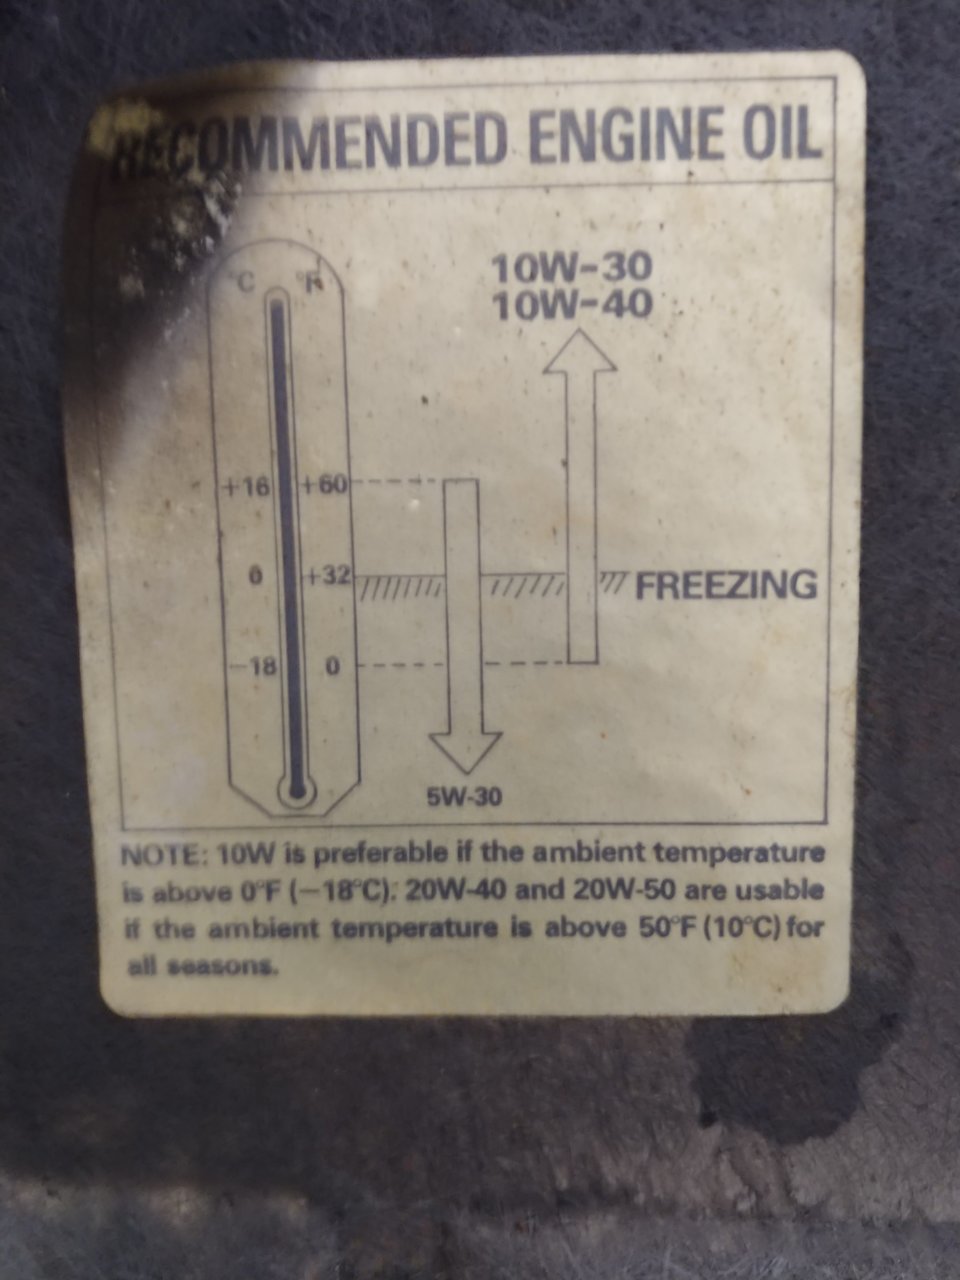 RECOMMENDED ENGINE OIL
°C °F
10W-30
10W-40
+16 +60
0 +32 FREEZING
-18 0
5W-30
NOTE: 10W is preferable if the ambient temperature
is above 0°F (-18°C). 20W-40 and 20W-50 are usable
if the ambient temperature is above 50°F (10°C) for
all seasons.